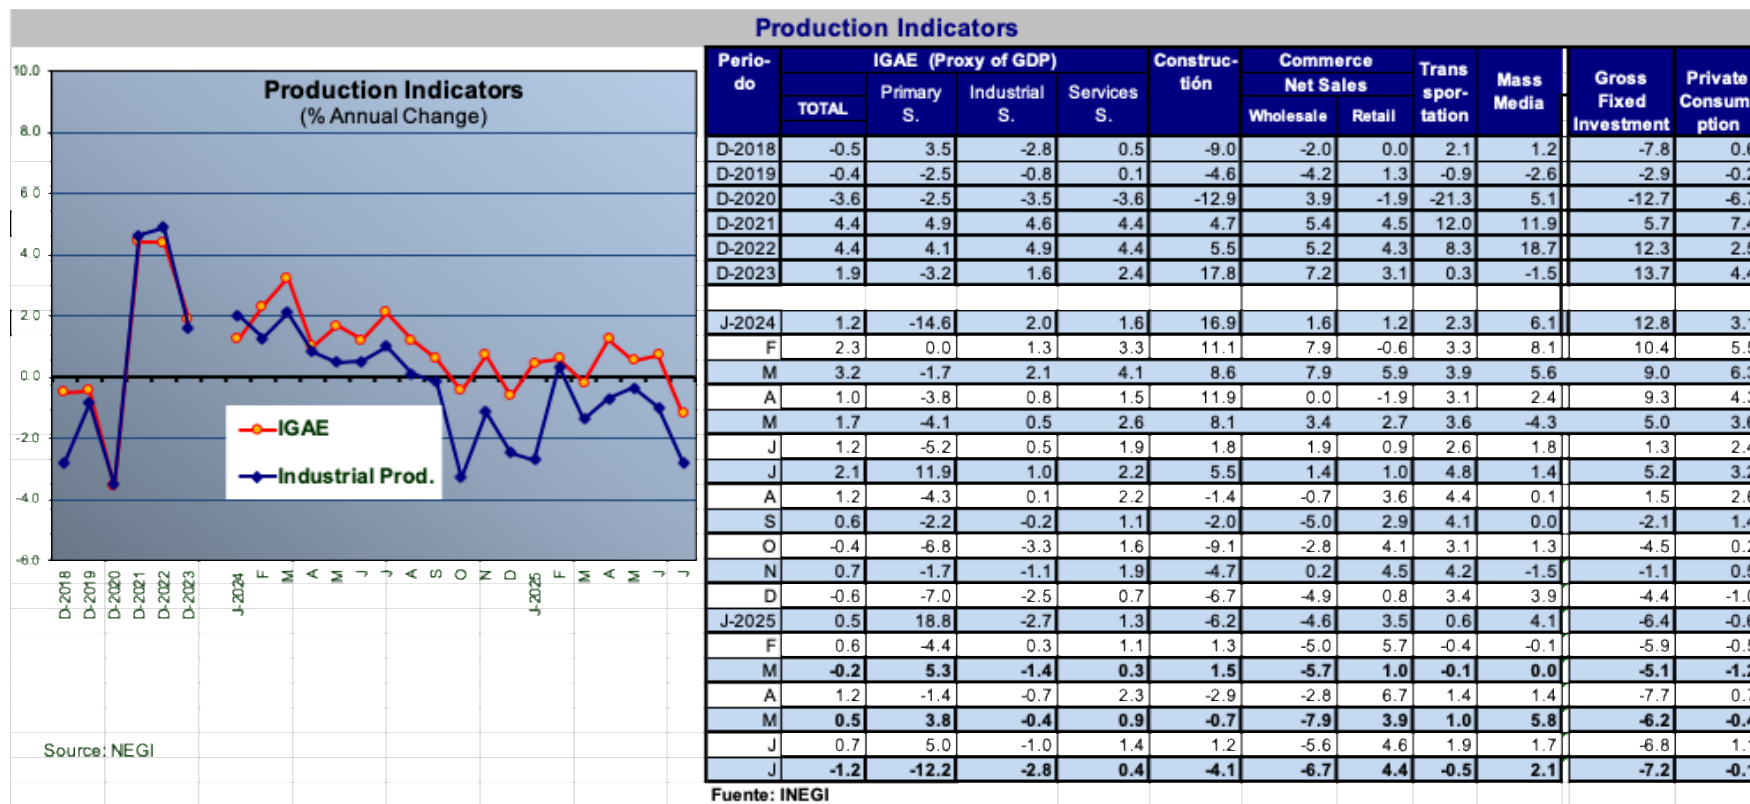 Production Indicators
Production Indicators
(% Annual Change)
10.0
8.0
6.0
4.0
2.0
0.0
-2.0
-4.0
-6.0
IGAE
Industrial Prod.
D-2018 D-2019 D-2020 D-2021 D-2022 D-2023 J-2024 F M A M J J A S O N D J-2025 F M A M J J
Source: NEGI
Perio-
do
IGAE (Proxy of GDP)
TOTAL
Primary
S.
Industrial
S.
Services
S.
Construc-
tión
Commerce
Net Sales
Wholesale Retail
Trans
spor-
tation
Mass
Media
Gross
Fixed
Investment
Private
Consum
ption
D-2018 -0.5 3.5 -2.8 0.5 -9.0 -2.0 0.0 2.1 1.2 -7.8
D-2019 -0.4 -2.5 -0.8 0.1 -4.6 -4.2 1.3 -0.9 -2.6 -2.9
D-2020 -3.6 -2.5 -3.5 -3.6 -12.9 3.9 -1.9 -21.3 5.1 -12.7
D-2021 4.4 4.9 4.6 4.4 4.7 5.4 4.5 12.0 11.9 5.7
D-2022 4.4 4.1 4.9 4.4 5.5 5.2 4.3 8.3 18.7 12.3
D-2023 1.9 -3.2 1.6 2.4 17.8 7.2 3.1 0.3 -1.5 13.7
J-2024 1.2 -14.6 2.0 1.6 16.9 1.6 1.2 2.3 6.1 12.8
F 2.3 0.0 1.3 3.3 11.1 7.9 -0.6 3.3 8.1 10.4
M 3.2 -1.7 2.1 4.1 8.6 7.9 5.9 3.9 5.6 9.0
A 1.0 -3.8 0.8 1.5 11.9 0.0 -1.9 3.1 2.4 9.3
M 1.7 -4.1 0.5 2.6 8.1 3.4 2.7 3.6 -4.3 5.0
J 1.2 -5.2 0.5 1.9 1.8 1.9 0.9 2.6 1.8 1.3
J 2.1 11.9 1.0 2.2 5.5 1.4 1.0 4.8 1.4 5.2
A 1.2 -4.3 0.1 2.2 -1.4 -0.7 3.6 4.4 0.1 1.5
S 0.6 -2.2 -0.2 1.1 -2.0 -5.0 2.9 4.1 0.0 -2.1
O -0.4 -6.8 -3.3 1.6 -9.1 -2.8 4.1 3.1 1.3 -4.5
N 0.7 -1.7 -1.1 1.9 -4.7 0.2 4.5 4.2 -1.5 -1.1
D -0.6 -7.0 -2.5 0.7 -6.7 -4.9 0.8 3.4 3.9 -4.4
J-2025 0.5 18.8 -2.7 1.3 -6.2 -4.6 3.5 0.6 4.1 -6.4
F 0.6 -4.4 0.3 1.1 1.3 -5.0 5.7 -0.4 -0.1 -5.9
M -0.2 5.3 -1.4 0.3 1.5 -5.7 1.0 -0.1 0.0 -5.1
A 1.2 -1.4 -0.7 2.3 -2.9 -2.8 6.7 1.4 1.4 -7.7
M 0.5 3.8 -0.4 0.9 -0.7 -7.9 3.9 1.0 5.8 -6.2
J 0.7 5.0 -1.0 1.4 1.2 -5.6 4.6 1.9 1.7 -6.8
J -1.2 -12.2 -2.8 0.4 -4.1 -6.7 4.4 -0.5 2.1 -7.2
Fuente: INEGI